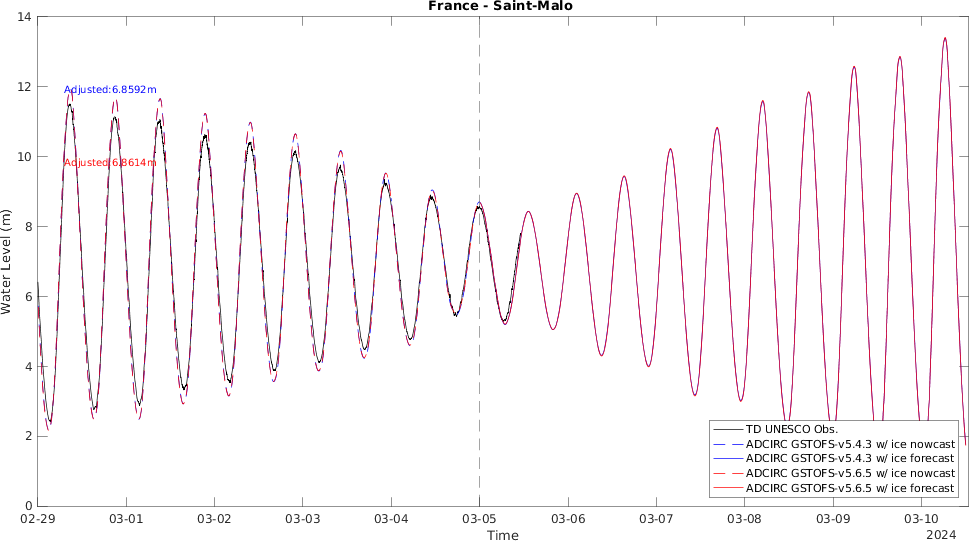 France - Saint-Malo
14
12
10
8
6
4
2
0
Water Level (m)
Adjusted:6.8592m
Adjusted:6.8614m
TD UNESCO Obs.
ADCIRC GSTOFS-v5.4.3 w/ ice nowcast
ADCIRC GSTOFS-v5.4.3 w/ ice forecast
ADCIRC GSTOFS-v5.6.5 w/ ice nowcast
ADCIRC GSTOFS-v5.6.5 w/ ice forecast
02-29 03-01 03-02 03-03 03-04 03-05 03-06 03-07 03-08 03-09 03-10
Time
2024